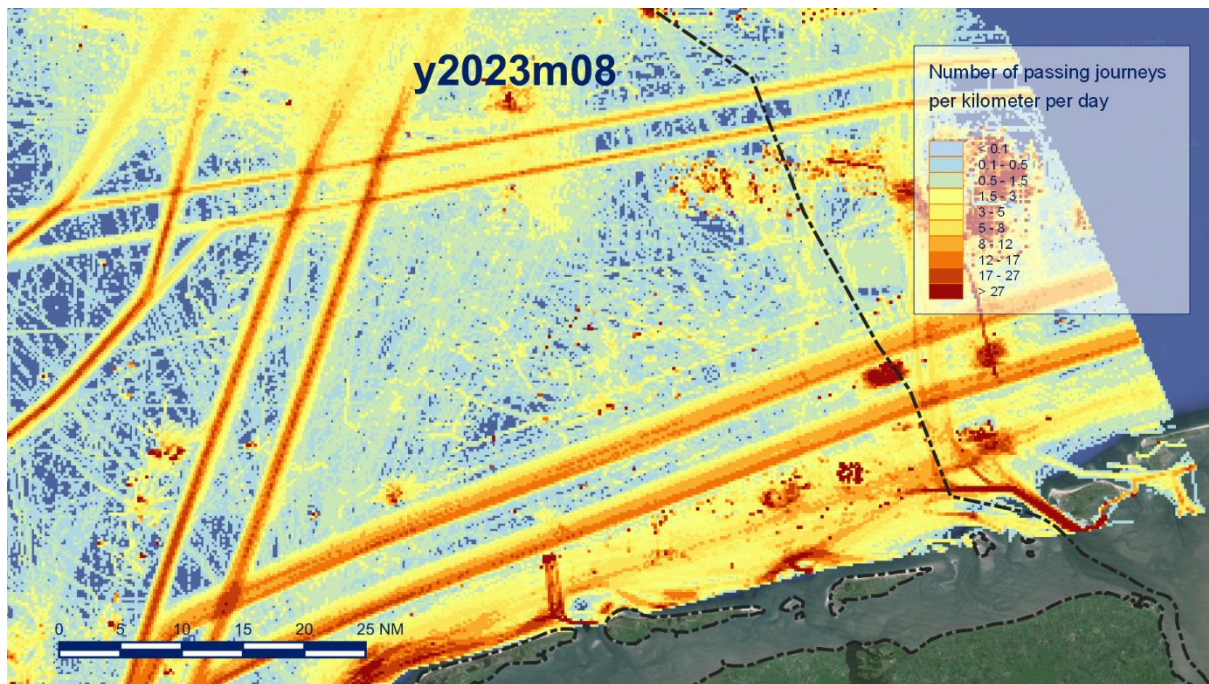 y2023m08
Number of passing journeys
per kilometer per day
< 0.1
0.1 - 0.5
0.5 - 1.5
1.5 - 3
3 - 5
5 - 8
8 - 12
12 - 17
17 - 27
> 27
0 5 10 15 20 25 NM